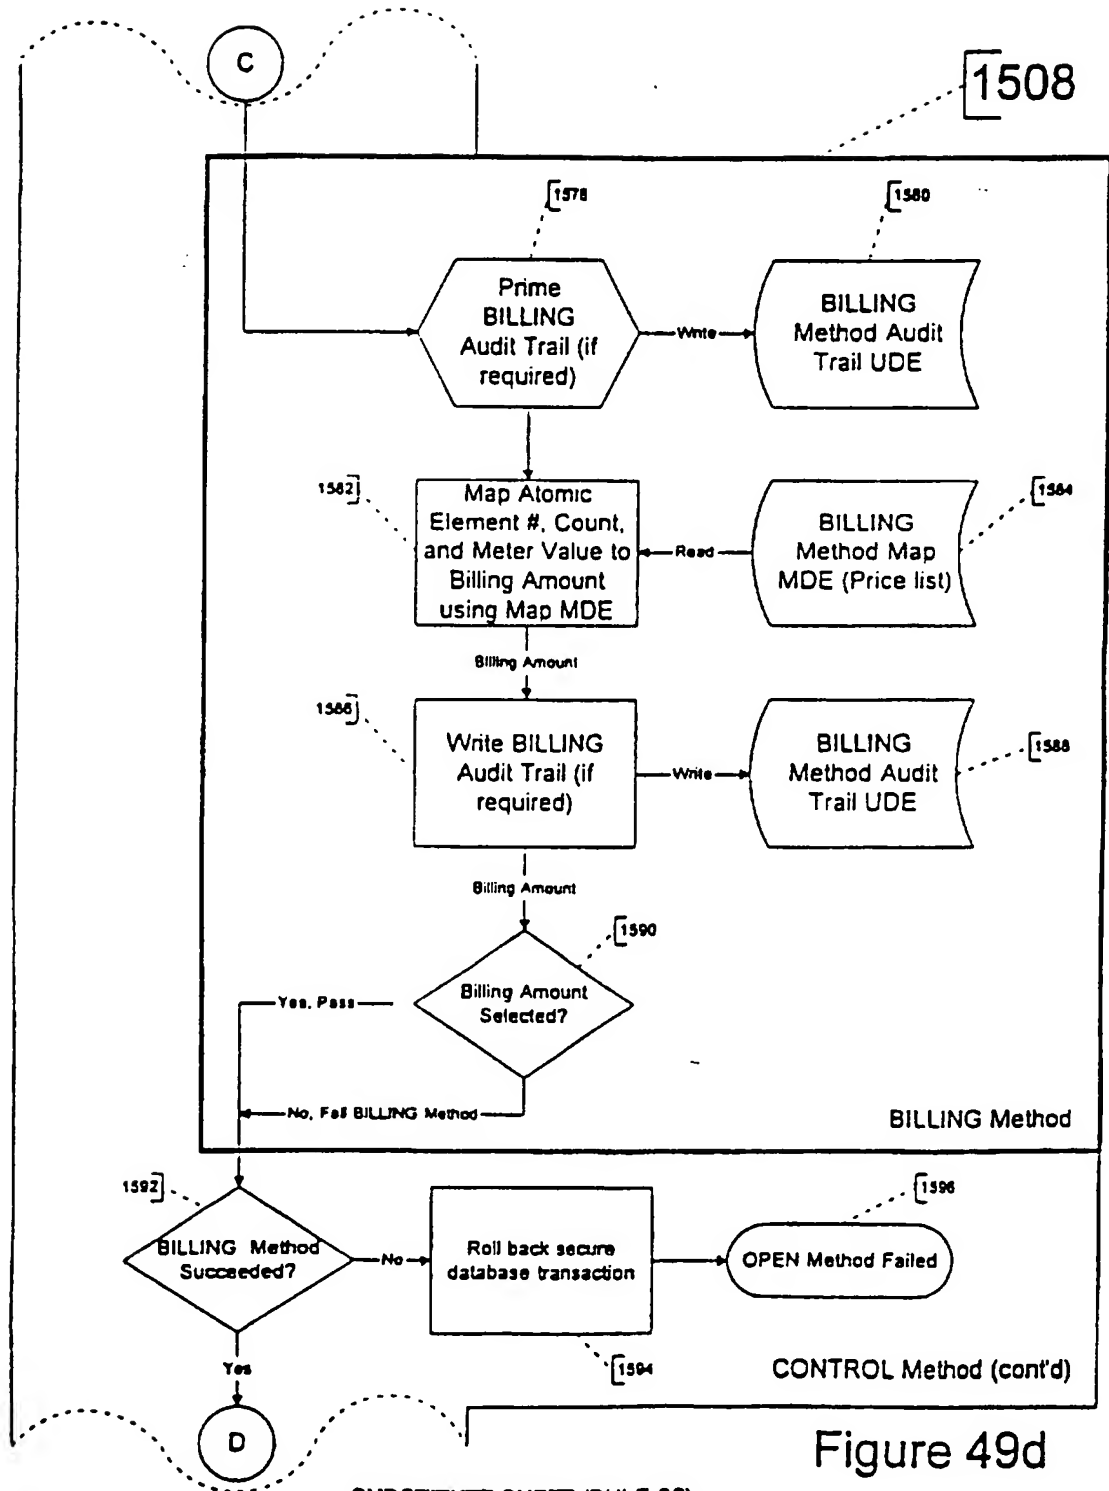 C
1508
1578
1580
Prime
BILLING
Audit Trail (if
required)
Write
BILLING
Method Audit
Trail UDE
1582
Map Atomic
Element #, Count,
and Meter Value to
Billing Amount
using Map MDE
Read
BILLING
Method Map
MDE (Price list)
1584
Billing Amount
1586
Write BILLING
Audit Trail (if
required)
Write
BILLING
Method Audit
Trail UDE
1588
Billing Amount
1590
Billing Amount
Selected?
Yes, Pass
No, Fail BILLING Method
BILLING Method
1592
BILLING Method
Succeeded?
No
Roll back secure
database transaction
1596
OPEN Method Failed
1594
Yes
CONTROL Method (cont'd)
D
Figure 49d